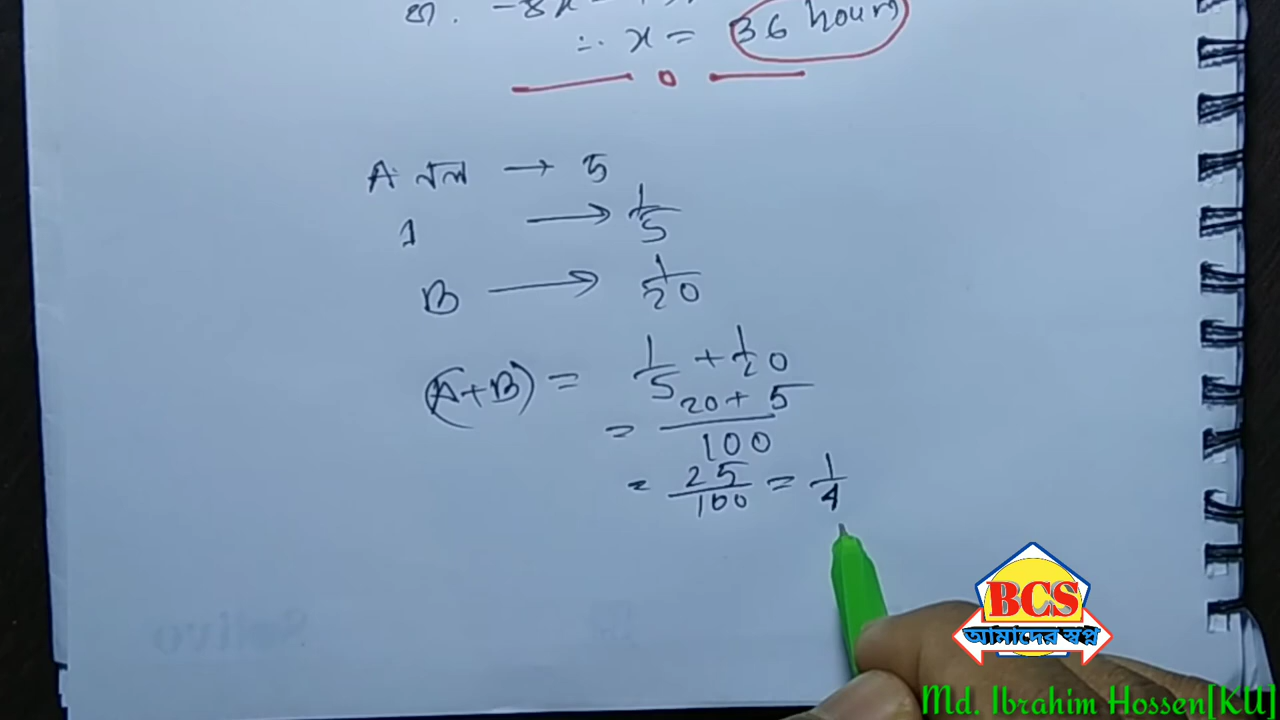 বা. -8x
∴ x = 36 hours
A নল → 5
1 → 1/5
B → 1/20
(A+B) = 1/5 + 1/20
= 20+5/100
= 25/100 = 1/4
BCS
আমাদের স্বপ্ন
Md. Ibrahim Hossen[KU]